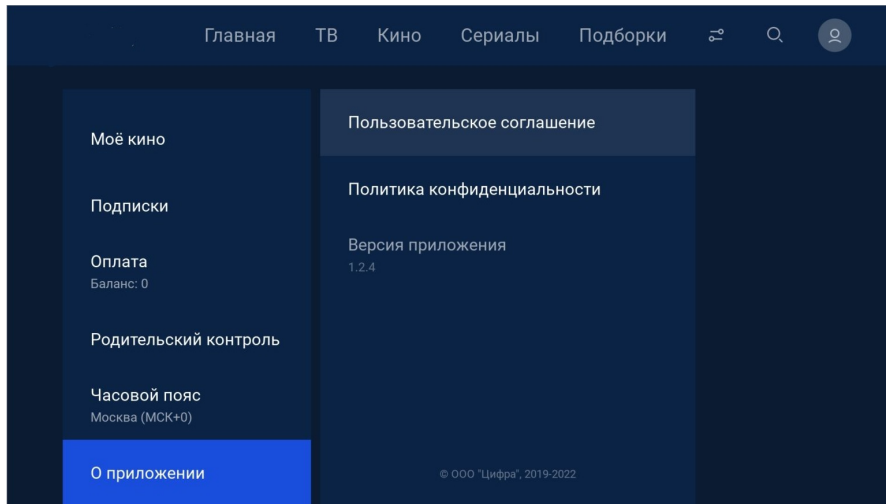 Главная ТВ Кино Сериалы Подборки
Моё кино
Подписки
Оплата
Баланс: 0
Родительский контроль
Часовой пояс
Москва (МСК+0)
О приложении
Пользовательское соглашение
Политика конфиденциальности
Версия приложения
1.2.4
© ООО "Цифра", 2019-2022